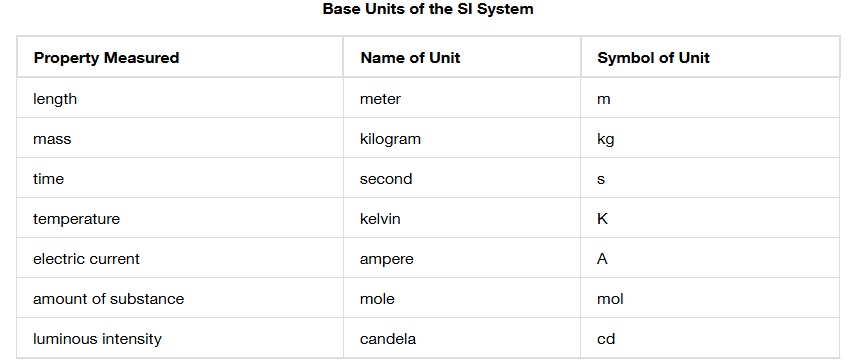 Base Units of the SI System
Property Measured Name of Unit Symbol of Unit
length meter m
mass kilogram kg
time second s
temperature kelvin K
electric current ampere A
amount of substance mole mol
luminous intensity candela cd